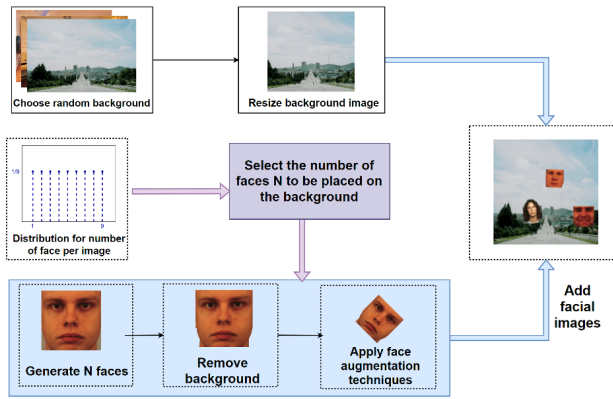 Choose random background
Resize background image
1/9
1
9
Distribution for number
of face per image
Select the number of
faces N to be placed on
the background
Generate N faces
Remove
background
Apply face
augmentation
techniques
Add
facial
images